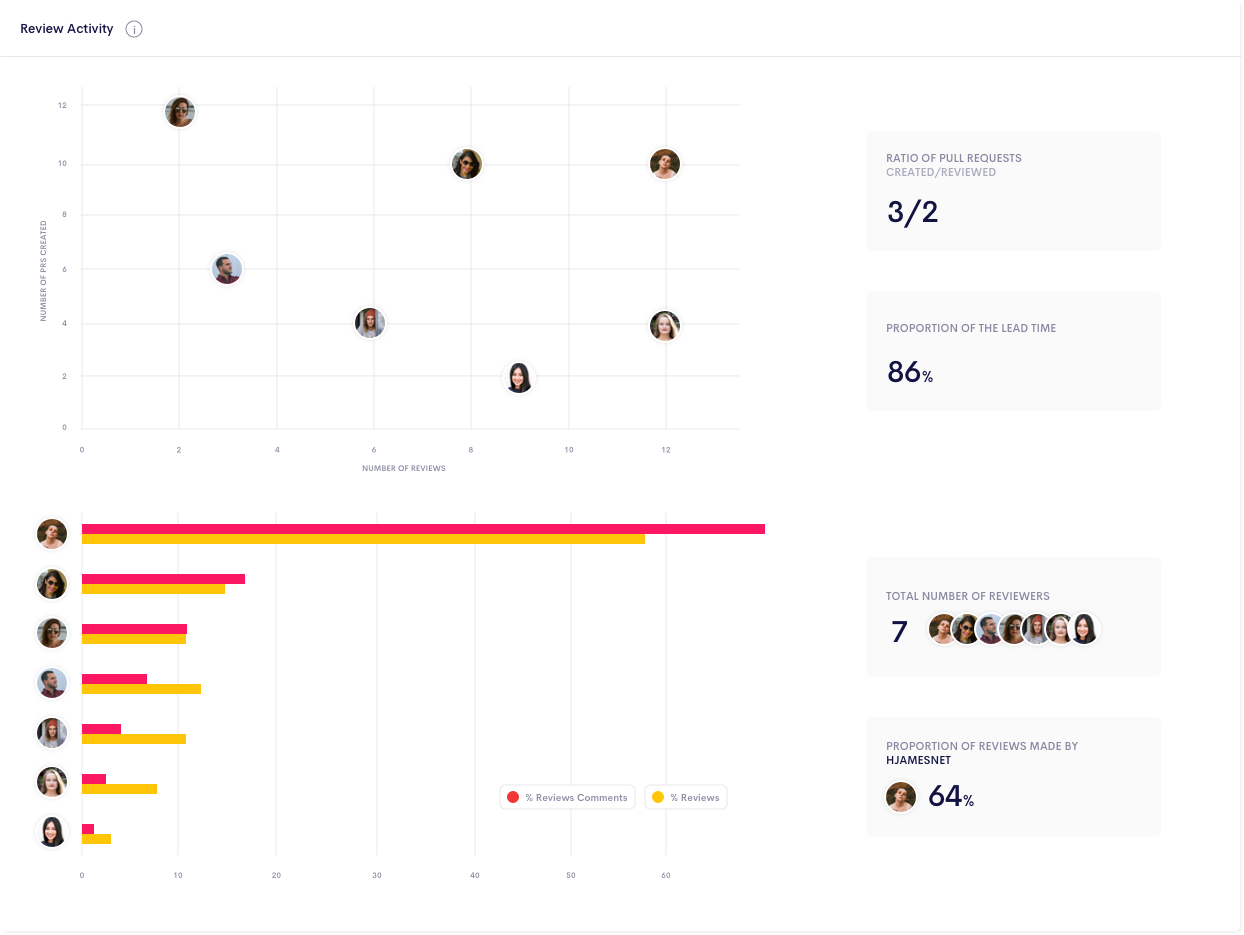 Review Activity
12
10
8
6
4
2
0
NUMBER OF PRS CREATED
0 2 4 6 8 10 12
NUMBER OF REVIEWS
RATIO OF PULL REQUESTS
CREATED/REVIEWED
3/2
PROPORTION OF THE LEAD TIME
86%
% Reviews Comments % Reviews
0 10 20 30 40 50 60
TOTAL NUMBER OF REVIEWERS
7
PROPORTION OF REVIEWS MADE BY
HJAMESNET
64%